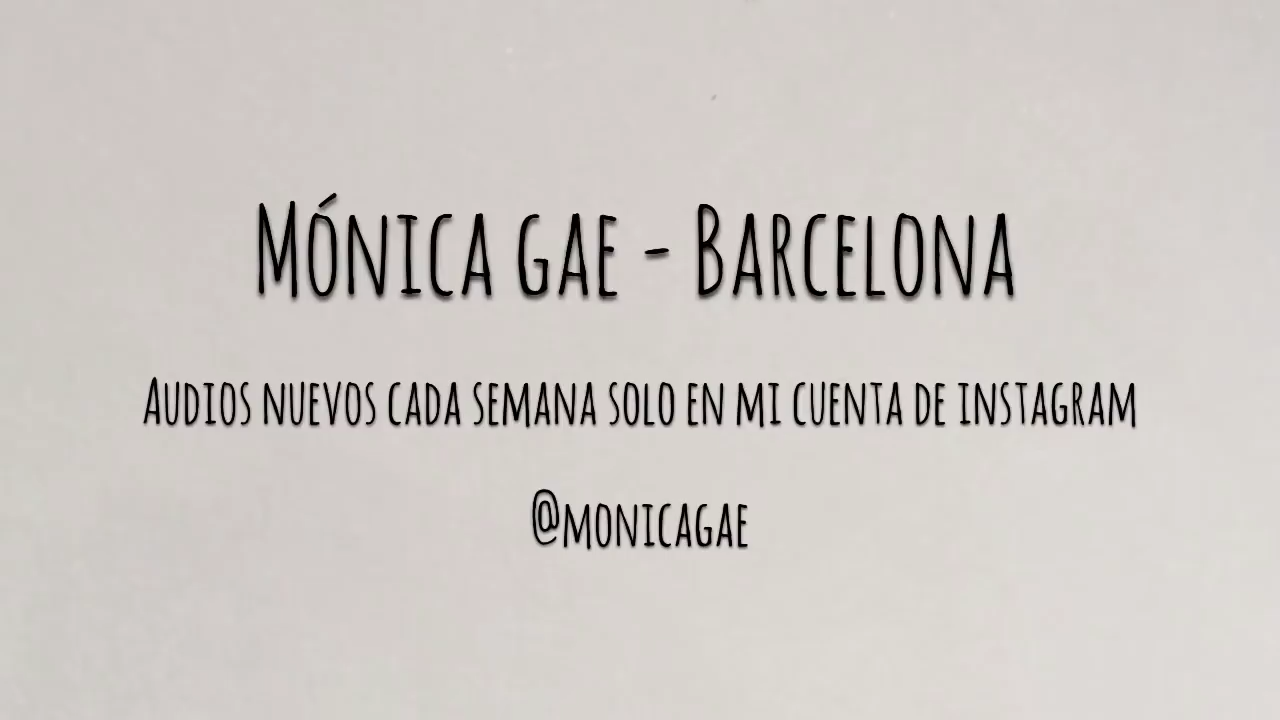 Mónica gae - Barcelona
Audios nuevos cada semana solo en mi cuenta de instagram
@monicagae